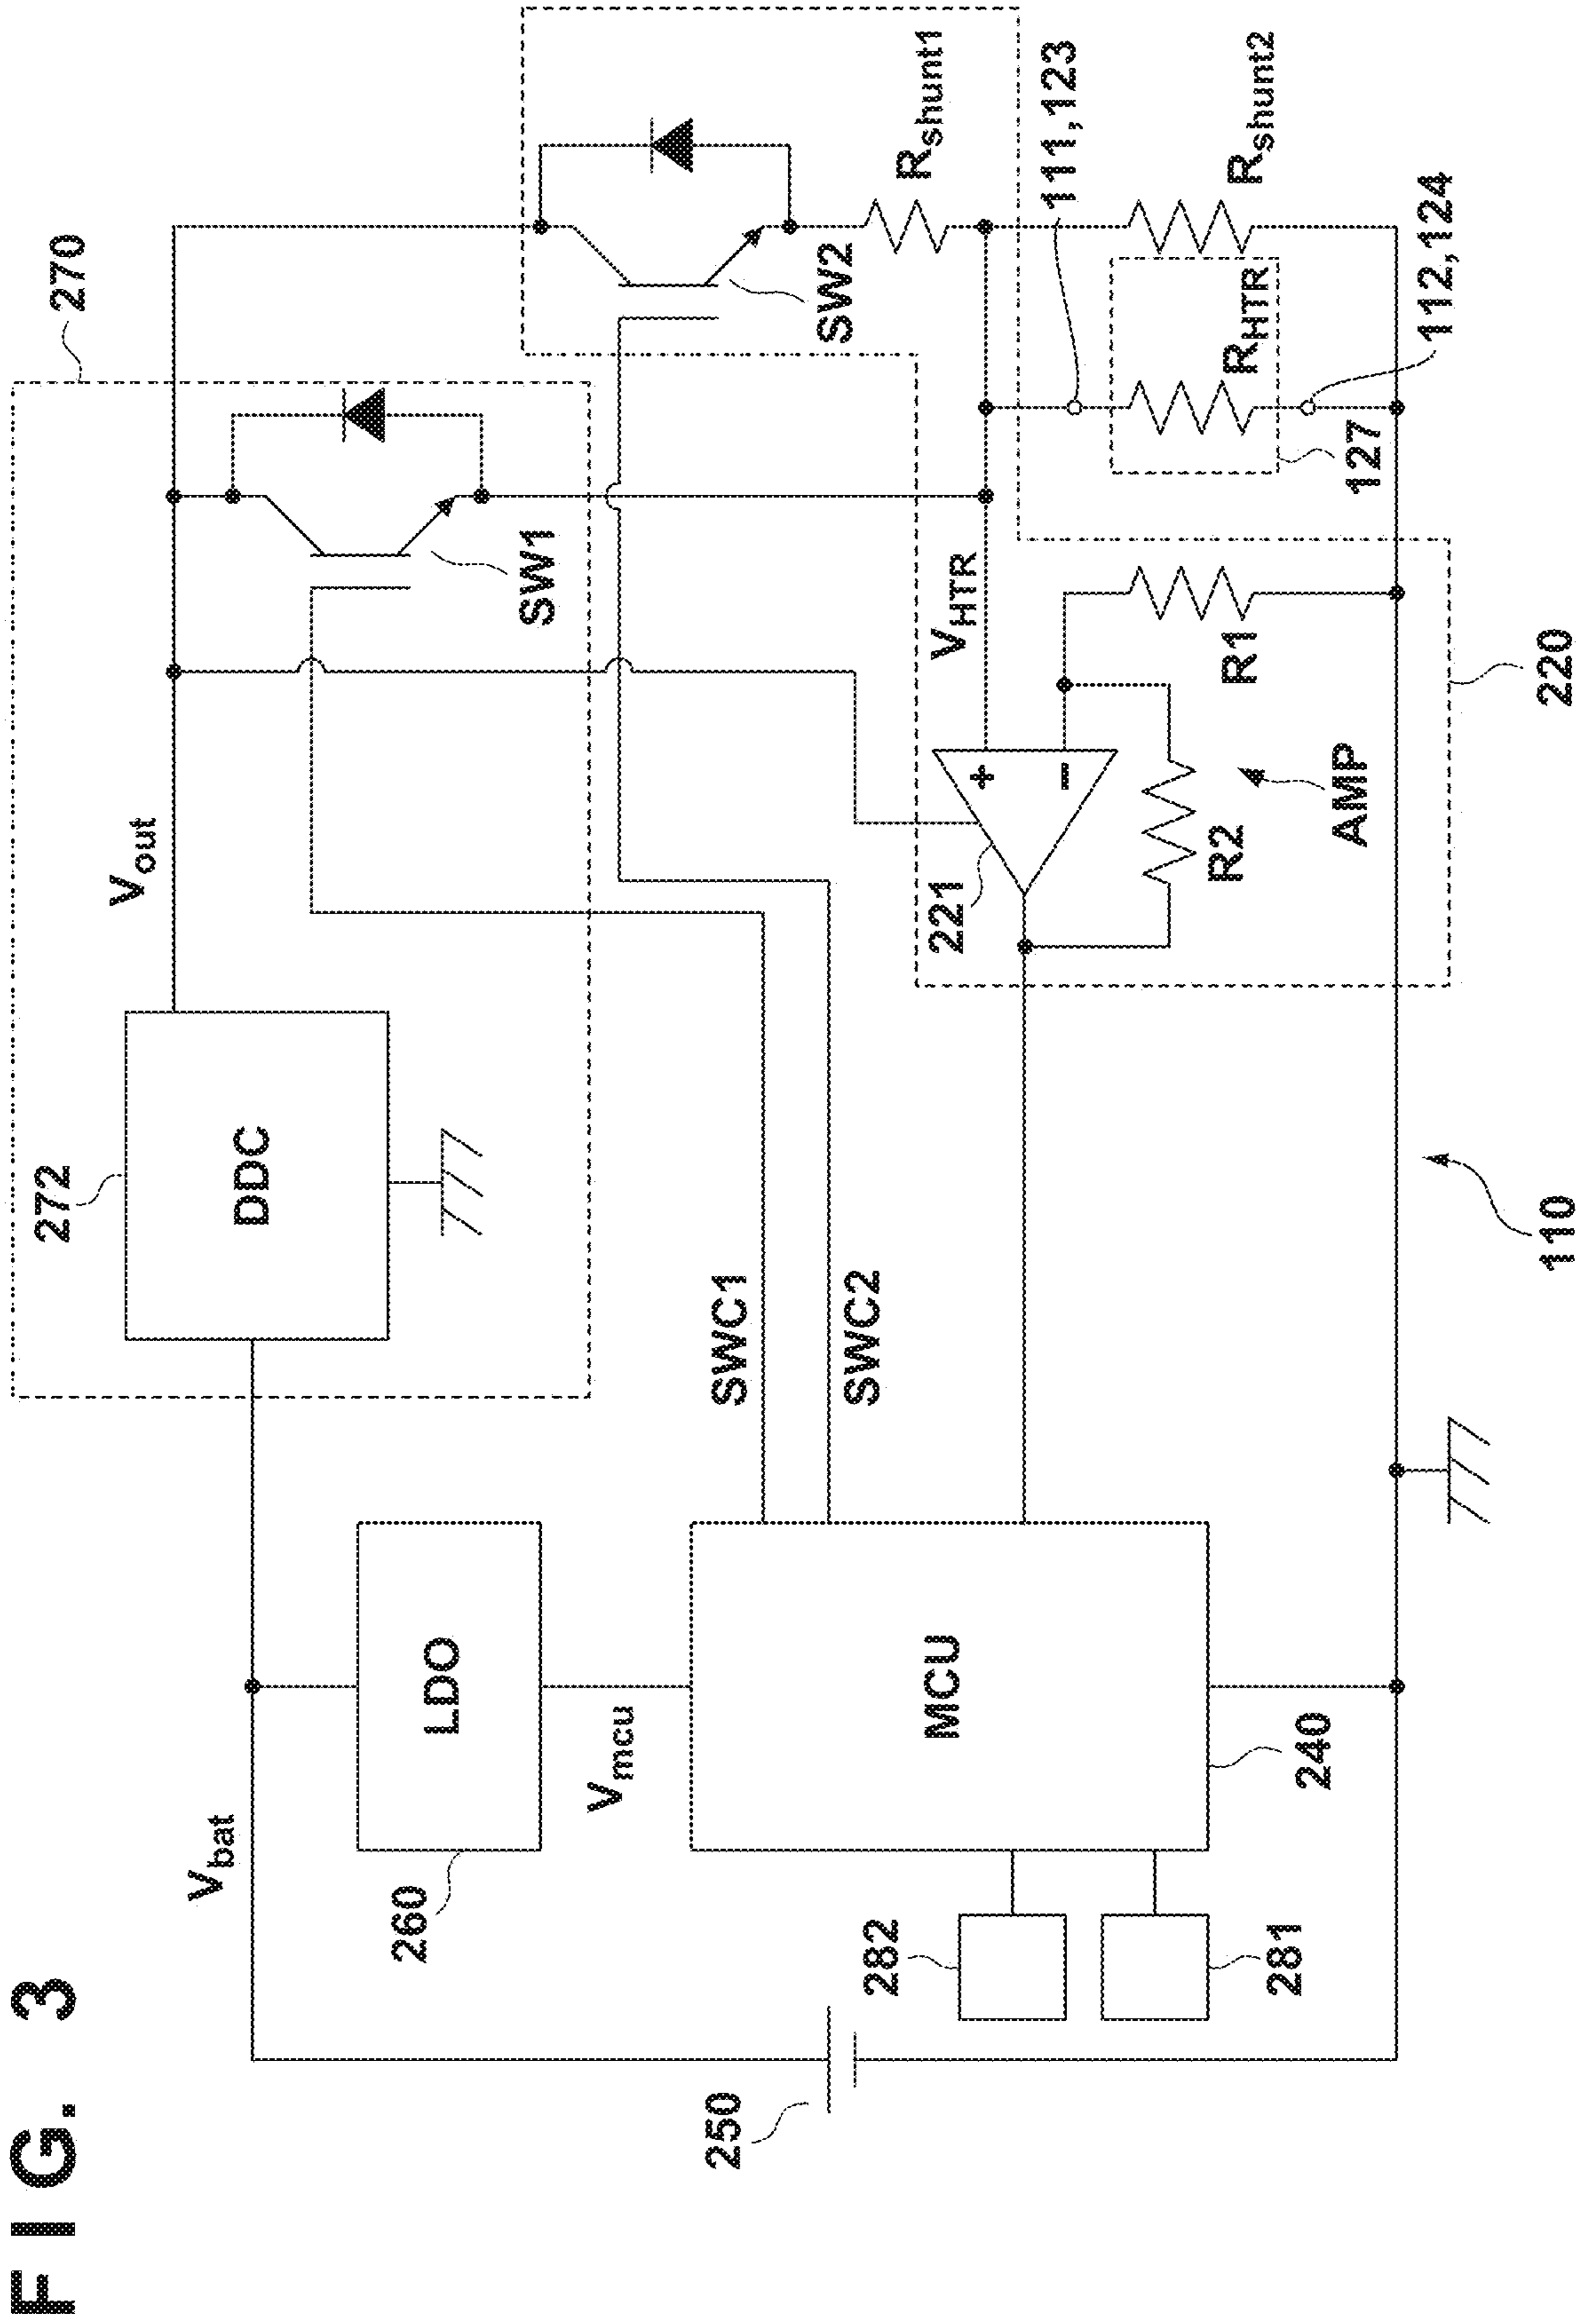 FIG. 3
270
272
DDC
Vout
SW1
SW2
Rshunt1
111,123
Rshunt2
RHTR
127
112,124
VHTR
R1
R2
AMP
221
220
Vbat
LDO
260
Vmcu
SWC1
SWC2
MCU
240
250
282
281
110
+
−